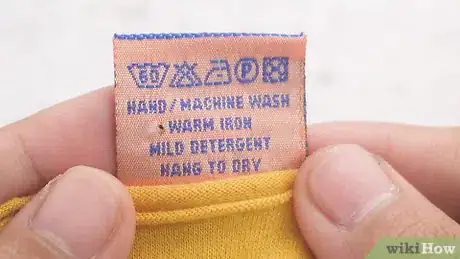 60 P
HAND/MACHINE WASH
WARM IRON
MILD DETERGENT
HANG TO DRY
wikiHow